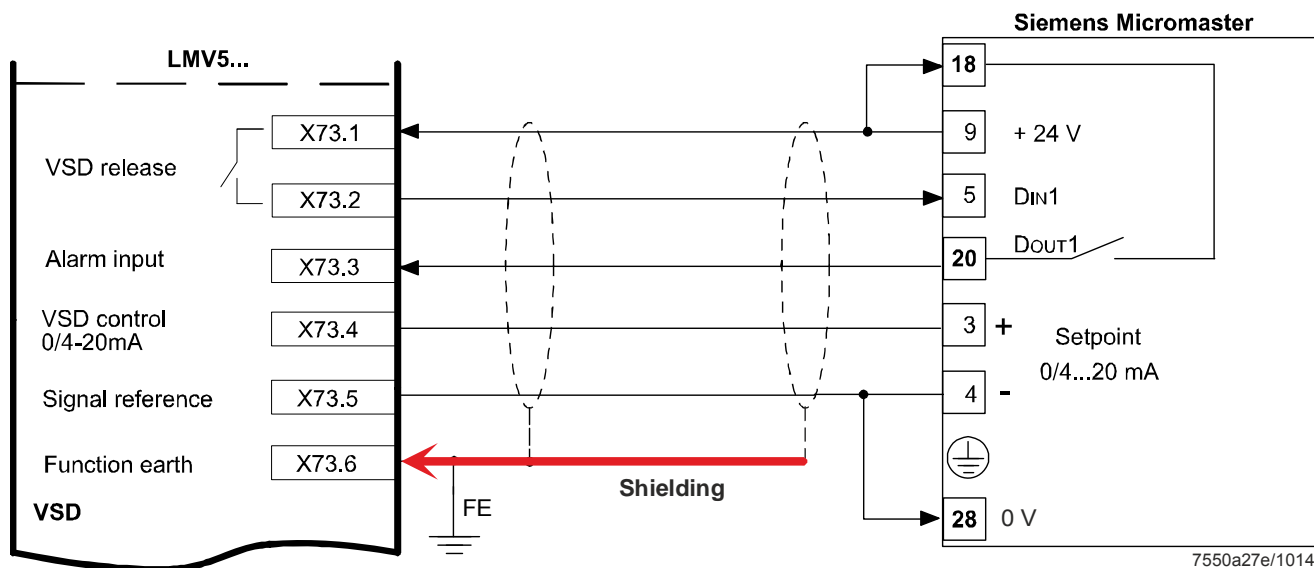 Siemens Micromaster
LMV5...
18
X73.1
9
+ 24 V
VSD release
X73.2
5
DIN1
Alarm input
X73.3
20
DOUT1
VSD control
0/4-20mA
X73.4
3
+
Setpoint
0/4...20 mA
Signal reference
X73.5
4
-
Function earth
X73.6
Shielding
VSD
FE
28
0 V
7550a27e/1014